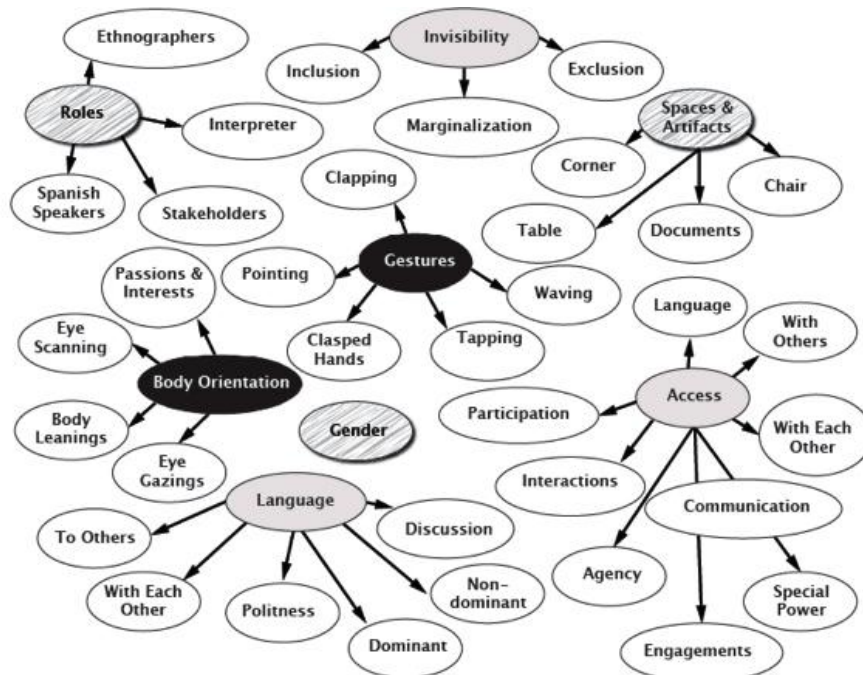 Ethnographers
Invisibility
Inclusion
Exclusion
Roles
Interpreter
Marginalization
Spaces &
Artifacts
Corner
Chair
Spanish
Speakers
Stakeholders
Clapping
Table
Documents
Gestures
Pointing
Waving
Clasped
Hands
Tapping
Passions &
Interests
Eye
Scanning
Body Orientation
Body
Leanings
Eye
Gazings
Gender
Language
With
Others
Access
Participation
With Each
Other
Interactions
Communication
Agency
Special
Power
Engagements
Language
Discussion
To Others
With Each
Other
Politness
Dominant
Non-
dominant